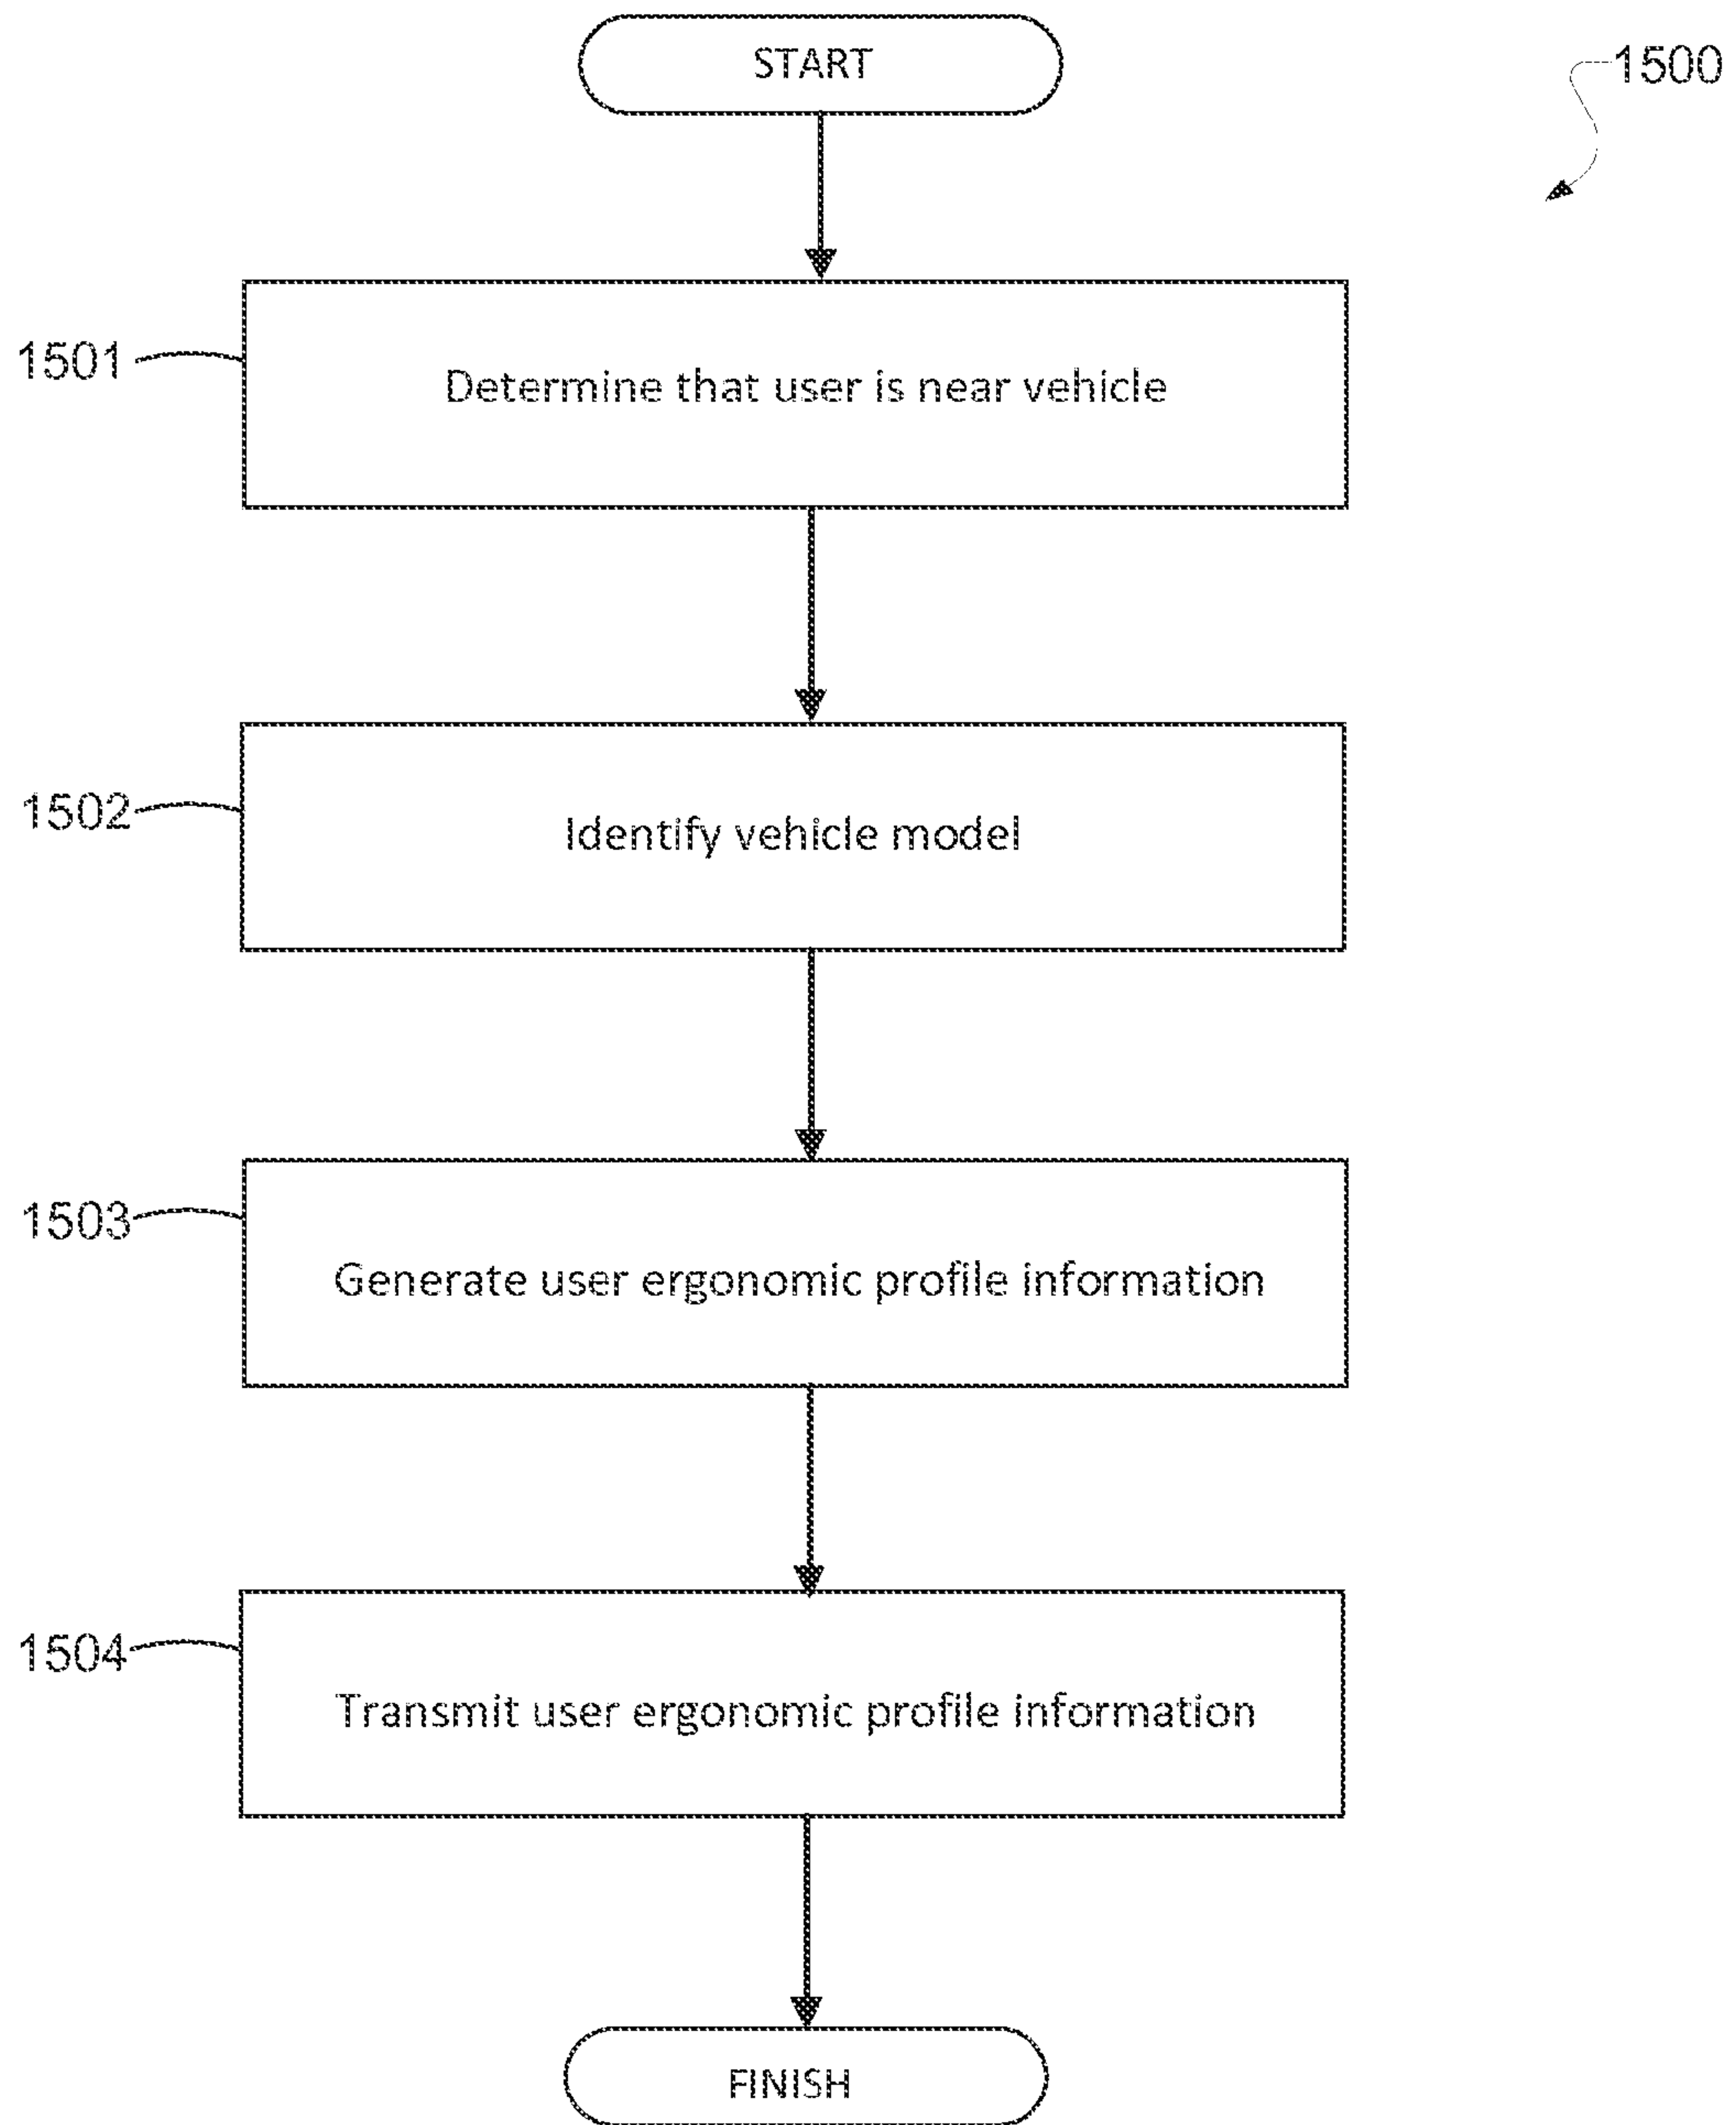 START
1500
1501
Determine that user is near vehicle
1502
Identify vehicle model
1503
Generate user ergonomic profile information
1504
Transmit user ergonomic profile information
FINISH